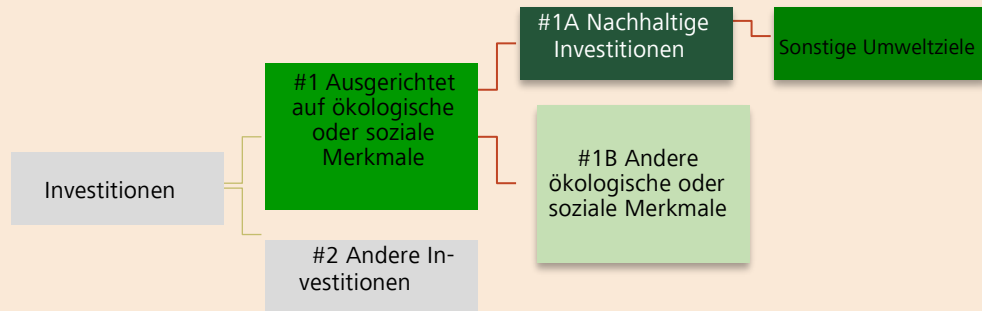 Investitionen
#1 Ausgerichtet
auf ökologische
oder soziale
Merkmale
#2 Andere In-
vestitionen
#1A Nachhaltige
Investitionen
#1B Andere
ökologische oder
soziale Merkmale
Sonstige Umweltziele